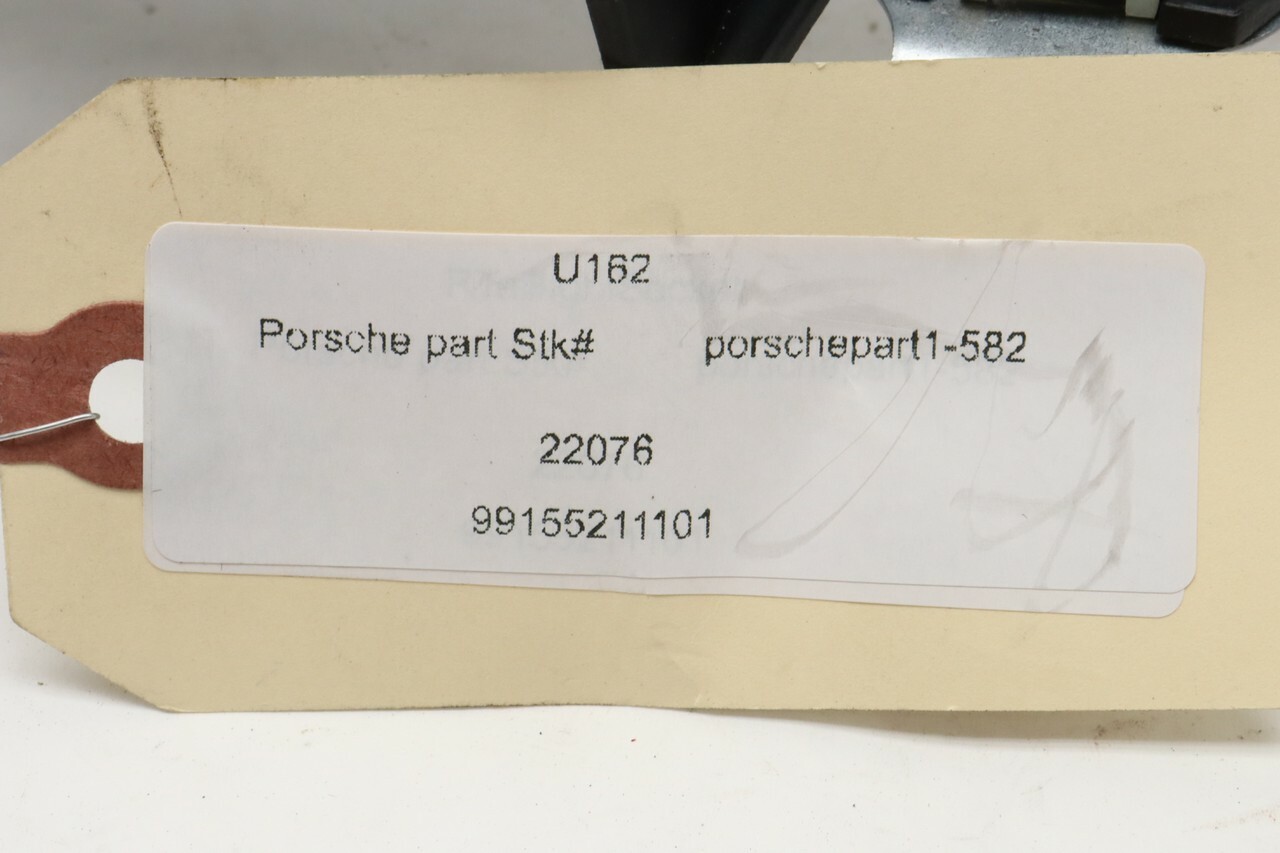 U162
Porsche part Stk# porschepart1-582
22076
99155211101